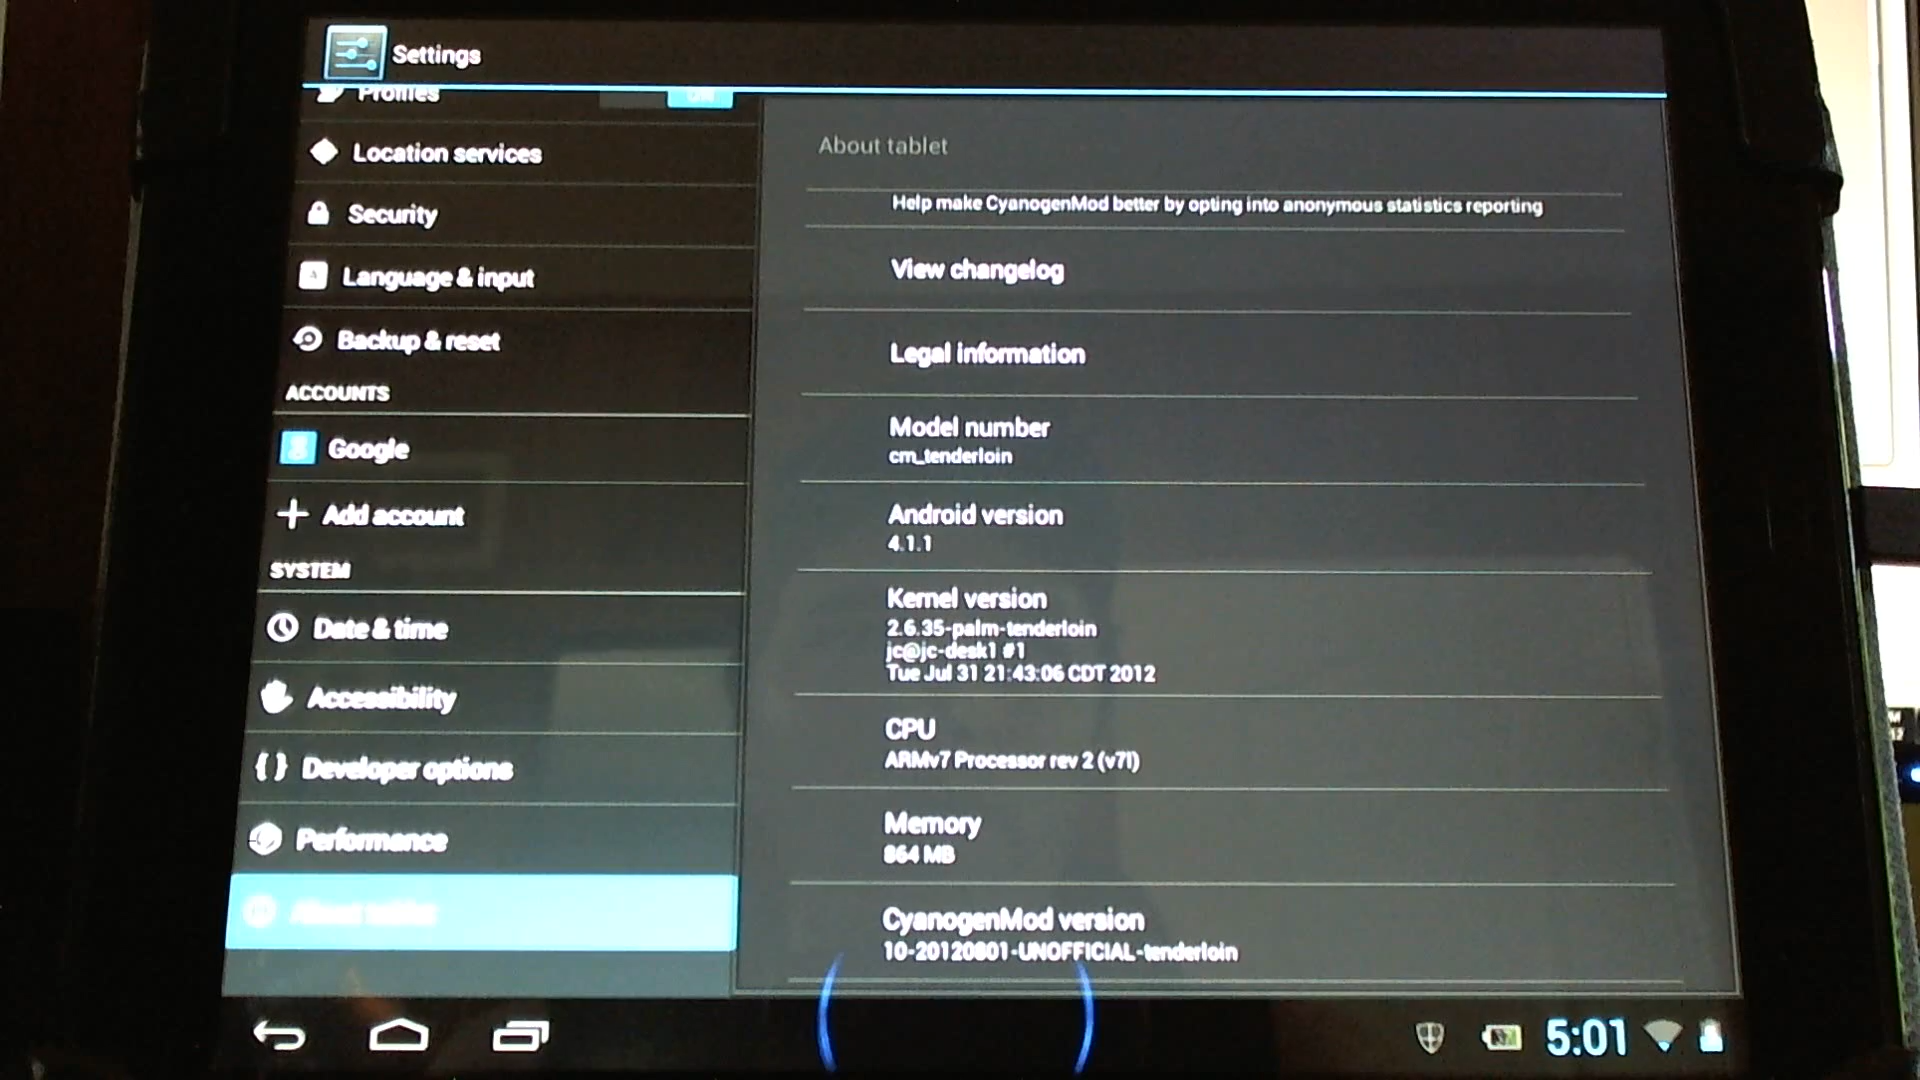 Settings
Profiles
ON
Location services
Security
Language & input
Backup & reset
ACCOUNTS
Google
Add account
SYSTEM
Date & time
Accessibility
Developer options
Performance
About tablet
About tablet
Help make CyanogenMod better by opting into anonymous statistics reporting
View changelog
Legal information
Model number
cm_tenderloin
Android version
4.1.1
Kernel version
2.6.35-palm-tenderloin
jc@jc-desk1 #1
Tue Jul 31 21:43:06 CDT 2012
CPU
ARMv7 Processor rev 2 (v7l)
Memory
864 MB
CyanogenMod version
10-20120801-UNOFFICIAL-tenderloin
5:01